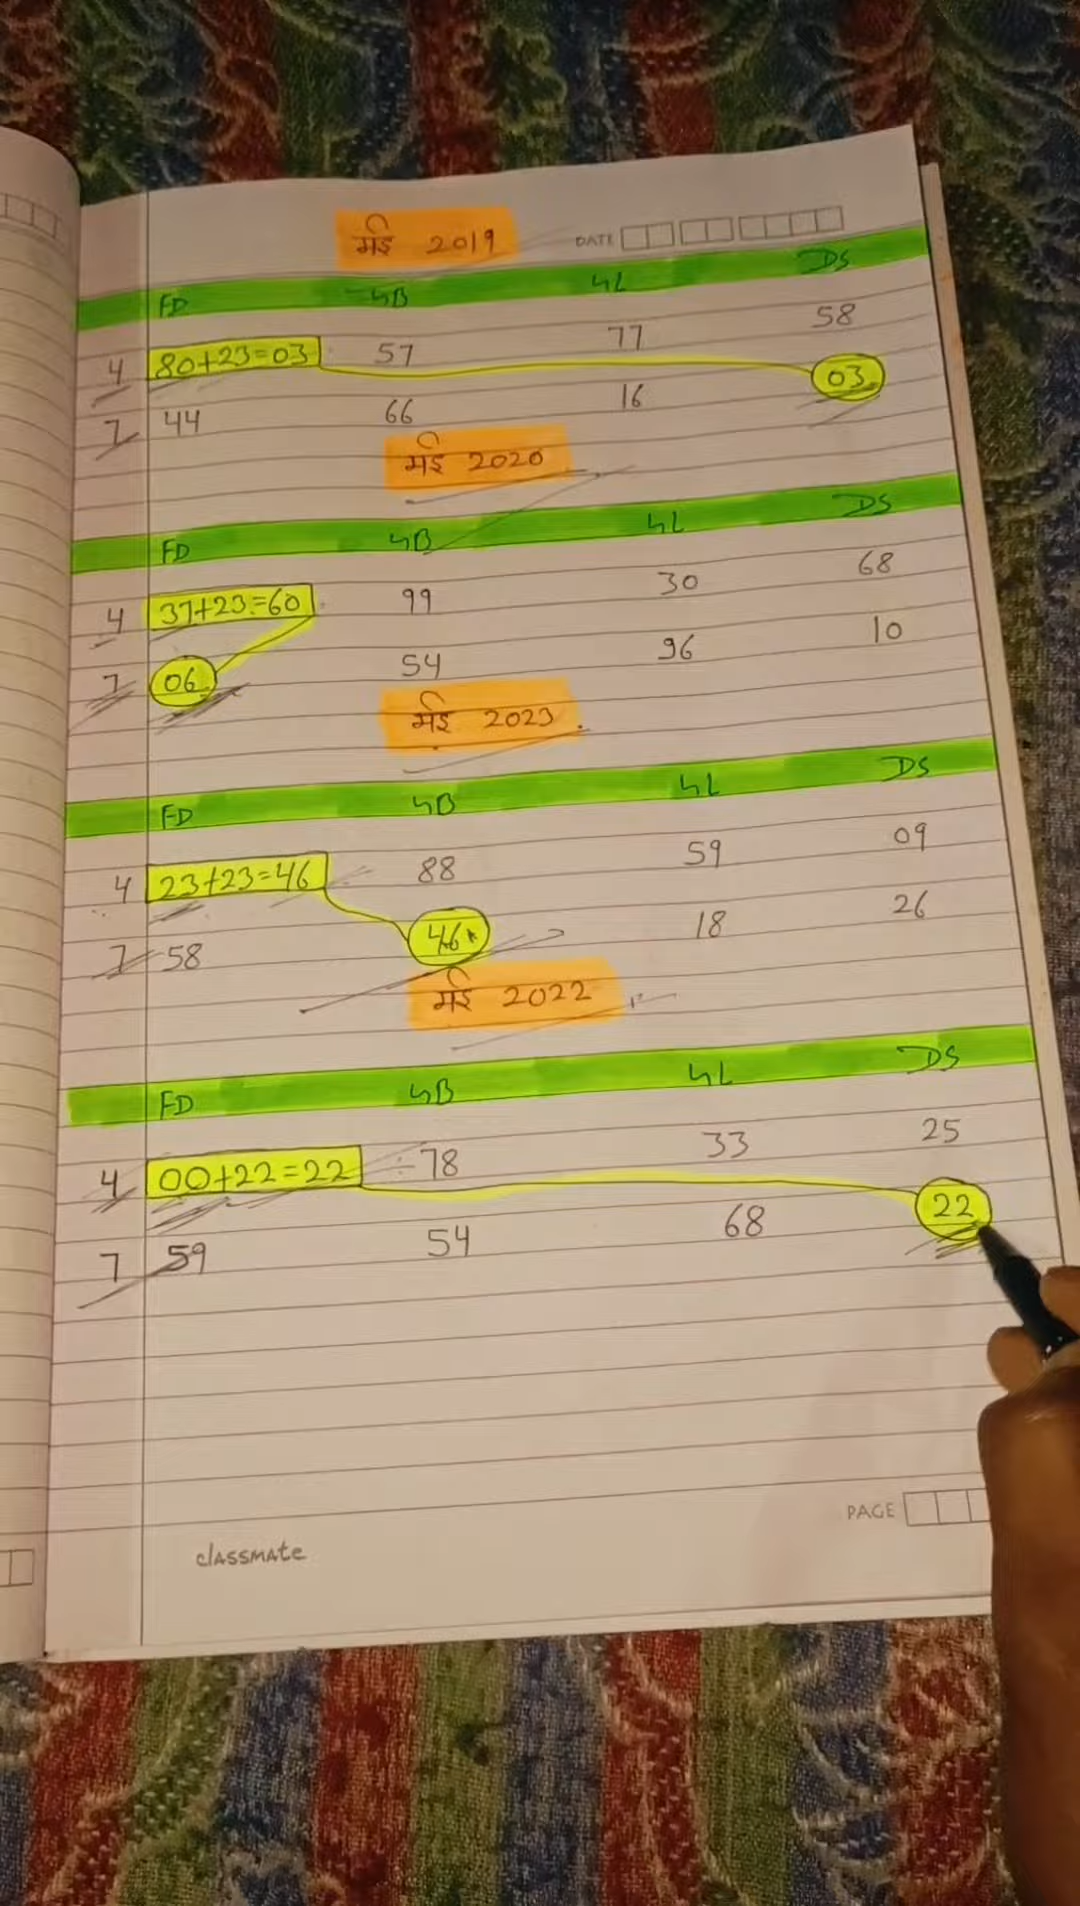 मई 2019
DATE
FD GB GL DS
4 80+23=03 57 77 58
7 44 66 16 03
मई 2020
FD GB GL DS
4 37+23=60 99 30 68
7 06 54 96 10
मई 2023
FD GB GL DS
4 23+23=46 88 59 09
7 58 46 18 26
मई 2022
FD GB GL DS
4 00+22=22 78 33 25
7 59 54 68 22
PAGE
classmate